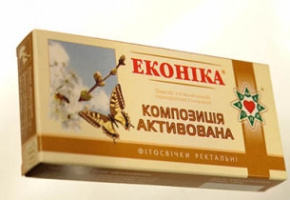 ЕКОНІКА®
КОМПОЗИЦІЯ
АКТИВОВАНА
ФІТОСВІЧКИ РЕКТАЛЬНІ